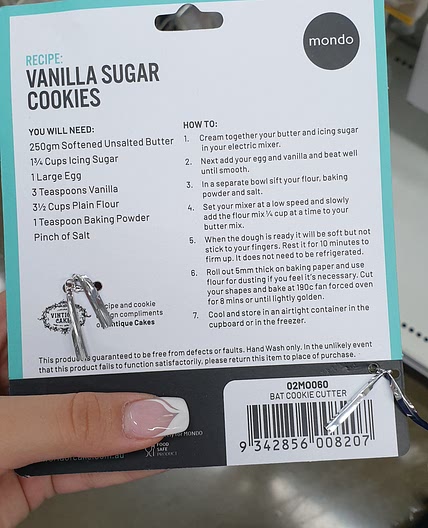 mondo
RECIPE:
VANILLA SUGAR
COOKIES
YOU WILL NEED:
250gm Softened Unsalted Butter
1¾ Cups Icing Sugar
1 Large Egg
3 Teaspoons Vanilla
3½ Cups Plain Flour
1 Teaspoon Baking Powder
Pinch of Salt
HOW TO:
1. Cream together your butter and icing sugar
in your electric mixer.
2. Next add your egg and vanilla and beat well
until smooth.
3. In a separate bowl sift your flour, baking
powder and salt.
4. Set your mixer at a low speed and slowly
add the flour mix ¼ cup at a time to your
butter mix.
5. When the dough is ready it will be soft but not
stick to your fingers. Rest it for 10 minutes to
firm up. It does not need to be refrigerated.
6. Roll out 5mm thick on baking paper and use
flour for dusting if you feel it's necessary. Cut
your shapes and bake at 190c fan forced oven
for 8 mins or until lightly golden.
7. Cool and store in an airtight container in the
cupboard or in the freezer.
and cookie
compliments
Cakes
This guaranteed to be free from defects or faults. Hand Wash only. In the unlikely event
that this product fails to function satisfactorily, please return this item to place of purchase.
02MO060
BAT COOKIE CUTTER
9 342856 008207
for MONDO
FOOD
SAFE
PRODUCT